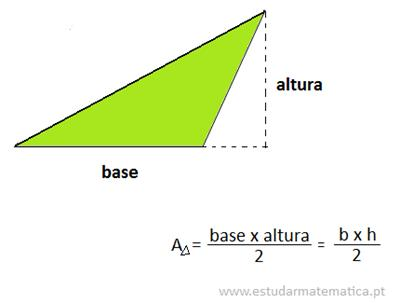 altura
base
A△ = base x altura / 2 = b x h / 2
www.estudarmatematica.pt